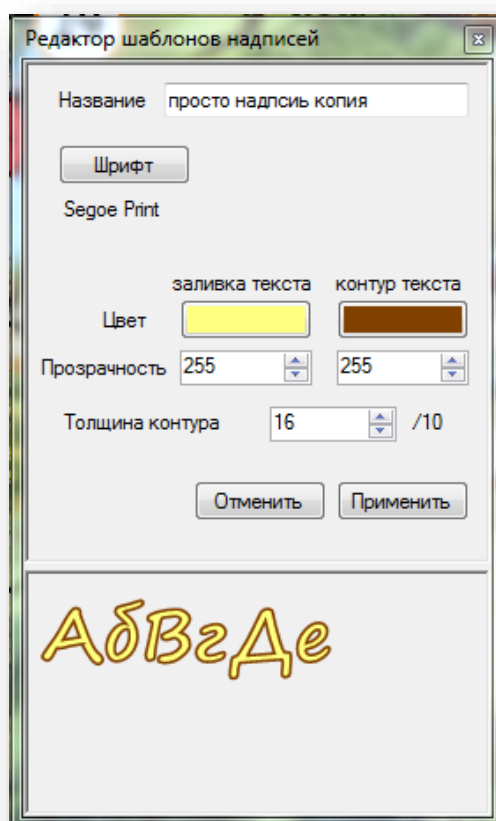 Редактор шаблонов надписей
Название просто надпсиь копия
Шрифт
Segoe Print
заливка текста контур текста
Цвет
Прозрачность 255 255
Толщина контура 16 /10
Отменить Применить
АбВгДе